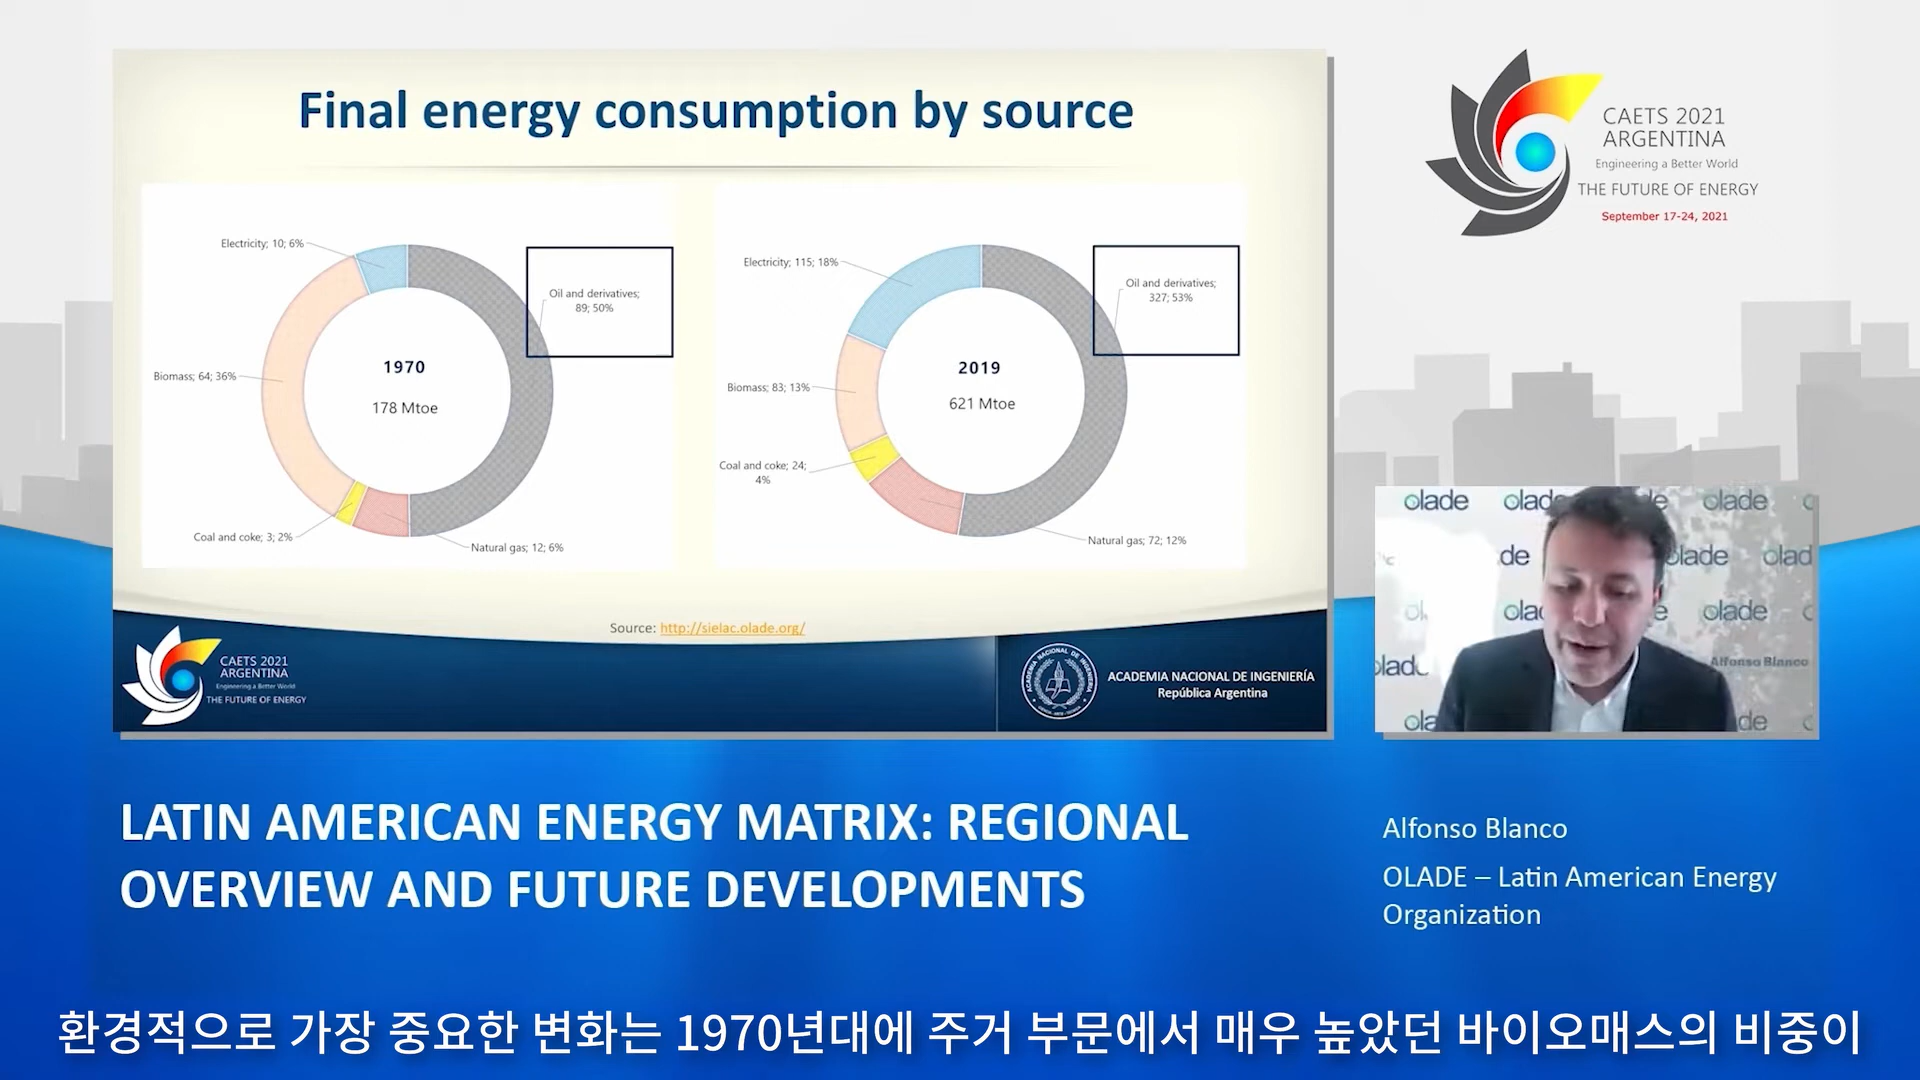 Final energy consumption by source
Electricity; 10; 6%
Oil and derivatives;
89; 50%
Biomass; 64; 36%
1970
178 Mtoe
Coal and coke; 3; 2%
Natural gas; 12; 6%
Electricity; 115; 18%
Oil and derivatives;
327; 53%
Biomass; 83; 13%
2019
621 Mtoe
Coal and coke; 24;
4%
Natural gas; 72; 12%
Source: http://sielac.olade.org/
CAETS 2021
ARGENTINA
Engineering a Better World
THE FUTURE OF ENERGY
ACADEMIA NACIONAL DE INGENIERÍA
República Argentina
CAETS 2021
ARGENTINA
Engineering a Better World
THE FUTURE OF ENERGY
September 17-24, 2021
olade olade olade
olade olade
olade
Alfonso Blanco
LATIN AMERICAN ENERGY MATRIX: REGIONAL
OVERVIEW AND FUTURE DEVELOPMENTS
Alfonso Blanco
OLADE – Latin American Energy
Organization
환경적으로 가장 중요한 변화는 1970년대에 주거 부문에서 매우 높았던 바이오매스의 비중이